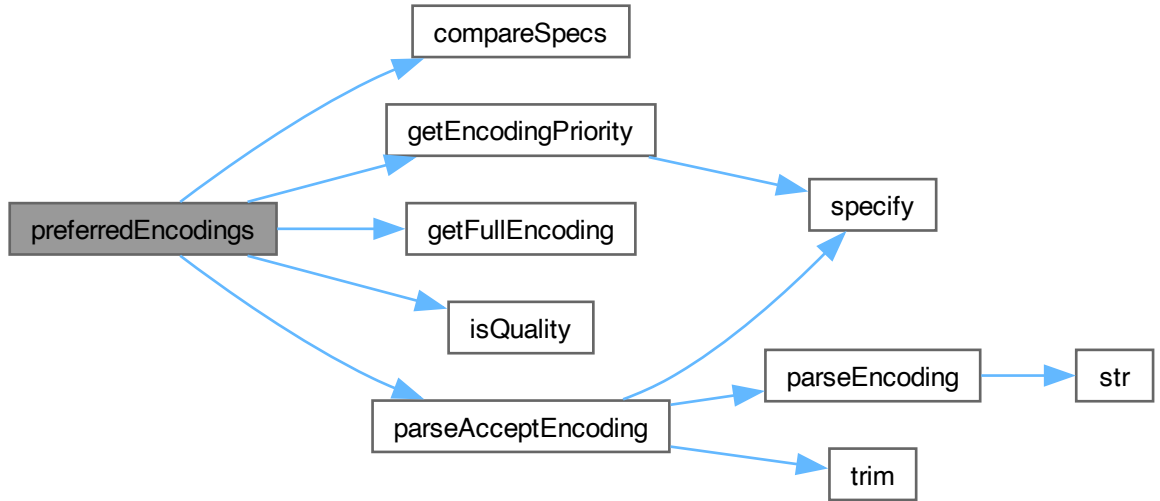 compareSpecs
getEncodingPriority
specify
preferredEncodings
getFullEncoding
isQuality
parseEncoding
str
parseAcceptEncoding
trim